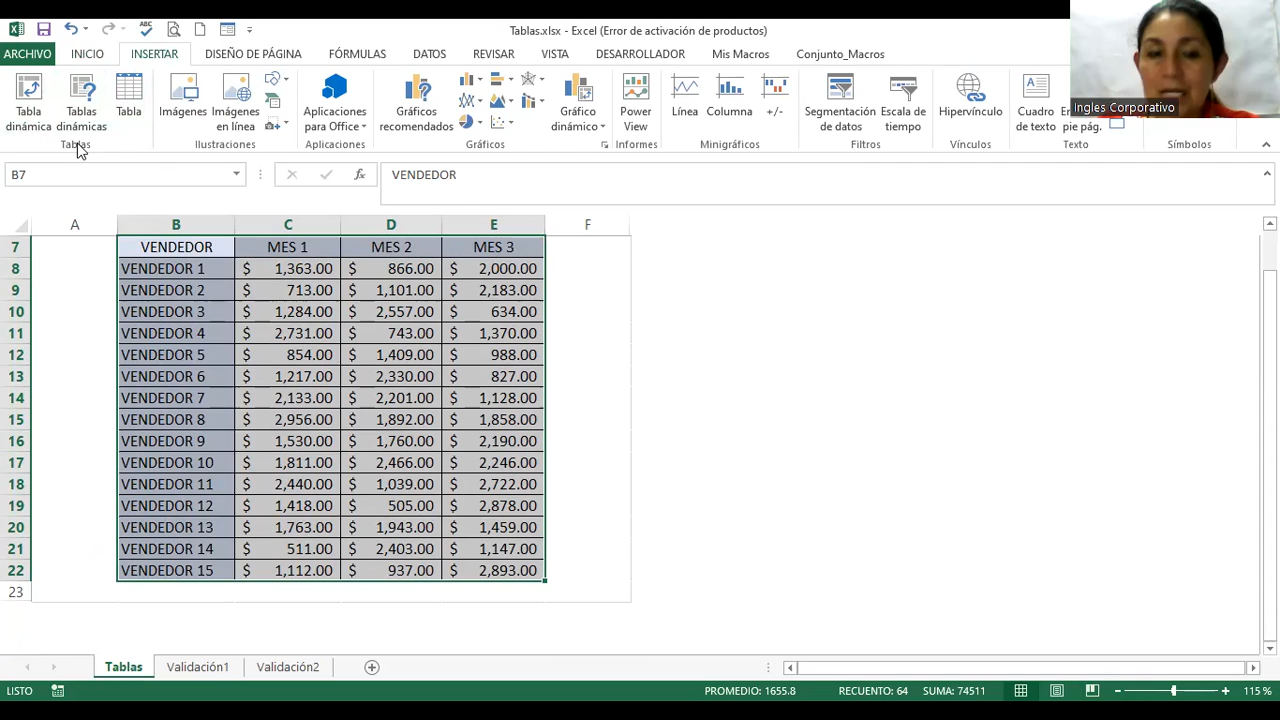 Tablas.xlsx - Excel (Error de activación de productos)
ABC
ARCHIVO INICIO INSERTAR DISEÑO DE PÁGINA FÓRMULAS DATOS REVISAR VISTA DESARROLLADOR Mis Macros Conjunto_Macros
Ingles Corporativo
Tabla dinámica
Tablas dinámicas
Tabla
Imágenes
Imágenes en línea
Aplicaciones para Office
Gráficos recomendados
Gráfico dinámico
Power View
Línea
Columna
+/-
Segmentación de datos
Escala de tiempo
Hipervínculo
Cuadro de texto
pie pág.
Tablas Ilustraciones Aplicaciones Gráficos Informes Minigráficos Filtros Vínculos Texto Símbolos
B7 fx VENDEDOR
A B C D E F
7 VENDEDOR MES 1 MES 2 MES 3
8 VENDEDOR 1 $ 1,363.00 $ 866.00 $ 2,000.00
9 VENDEDOR 2 $ 713.00 $ 1,101.00 $ 2,183.00
10 VENDEDOR 3 $ 1,284.00 $ 2,557.00 $ 634.00
11 VENDEDOR 4 $ 2,731.00 $ 743.00 $ 1,370.00
12 VENDEDOR 5 $ 854.00 $ 1,409.00 $ 988.00
13 VENDEDOR 6 $ 1,217.00 $ 2,330.00 $ 827.00
14 VENDEDOR 7 $ 2,133.00 $ 2,201.00 $ 1,128.00
15 VENDEDOR 8 $ 2,956.00 $ 1,892.00 $ 1,858.00
16 VENDEDOR 9 $ 1,530.00 $ 1,760.00 $ 2,190.00
17 VENDEDOR 10 $ 1,811.00 $ 2,466.00 $ 2,246.00
18 VENDEDOR 11 $ 2,440.00 $ 1,039.00 $ 2,722.00
19 VENDEDOR 12 $ 1,418.00 $ 505.00 $ 2,878.00
20 VENDEDOR 13 $ 1,763.00 $ 1,943.00 $ 1,459.00
21 VENDEDOR 14 $ 511.00 $ 2,403.00 $ 1,147.00
22 VENDEDOR 15 $ 1,112.00 $ 937.00 $ 2,893.00
23
Tablas Validación1 Validación2
LISTO PROMEDIO: 1655.8 RECUENTO: 64 SUMA: 74511 115 %